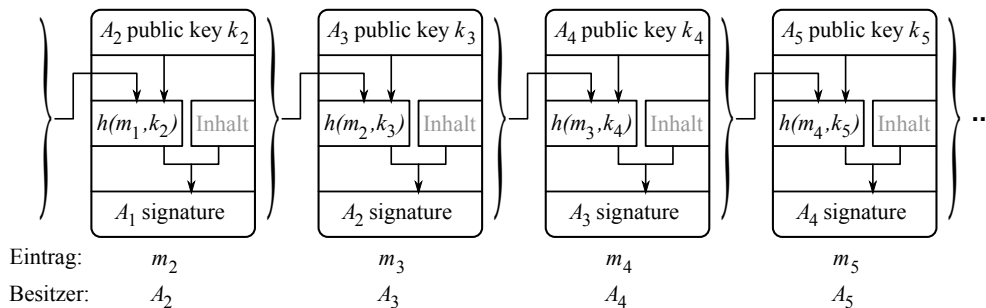 A2 public key k2 A3 public key k3 A4 public key k4 A5 public key k5
h(m1,k2) Inhalt h(m2,k3) Inhalt h(m3,k4) Inhalt h(m4,k5) Inhalt ..
A1 signature A2 signature A3 signature A4 signature
Eintrag: m2 m3 m4 m5
Besitzer: A2 A3 A4 A5